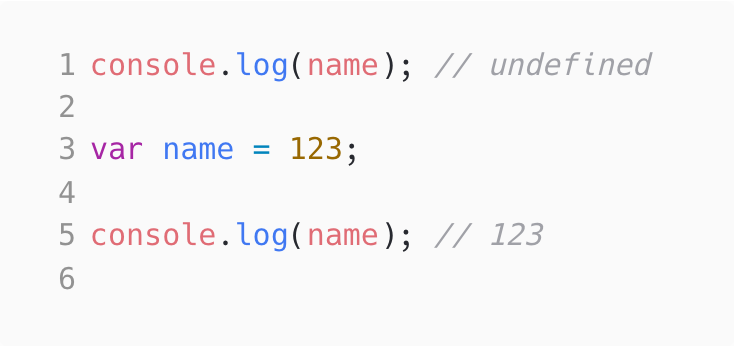 1 console.log(name); // undefined
2
3 var name = 123;
4
5 console.log(name); // 123
6